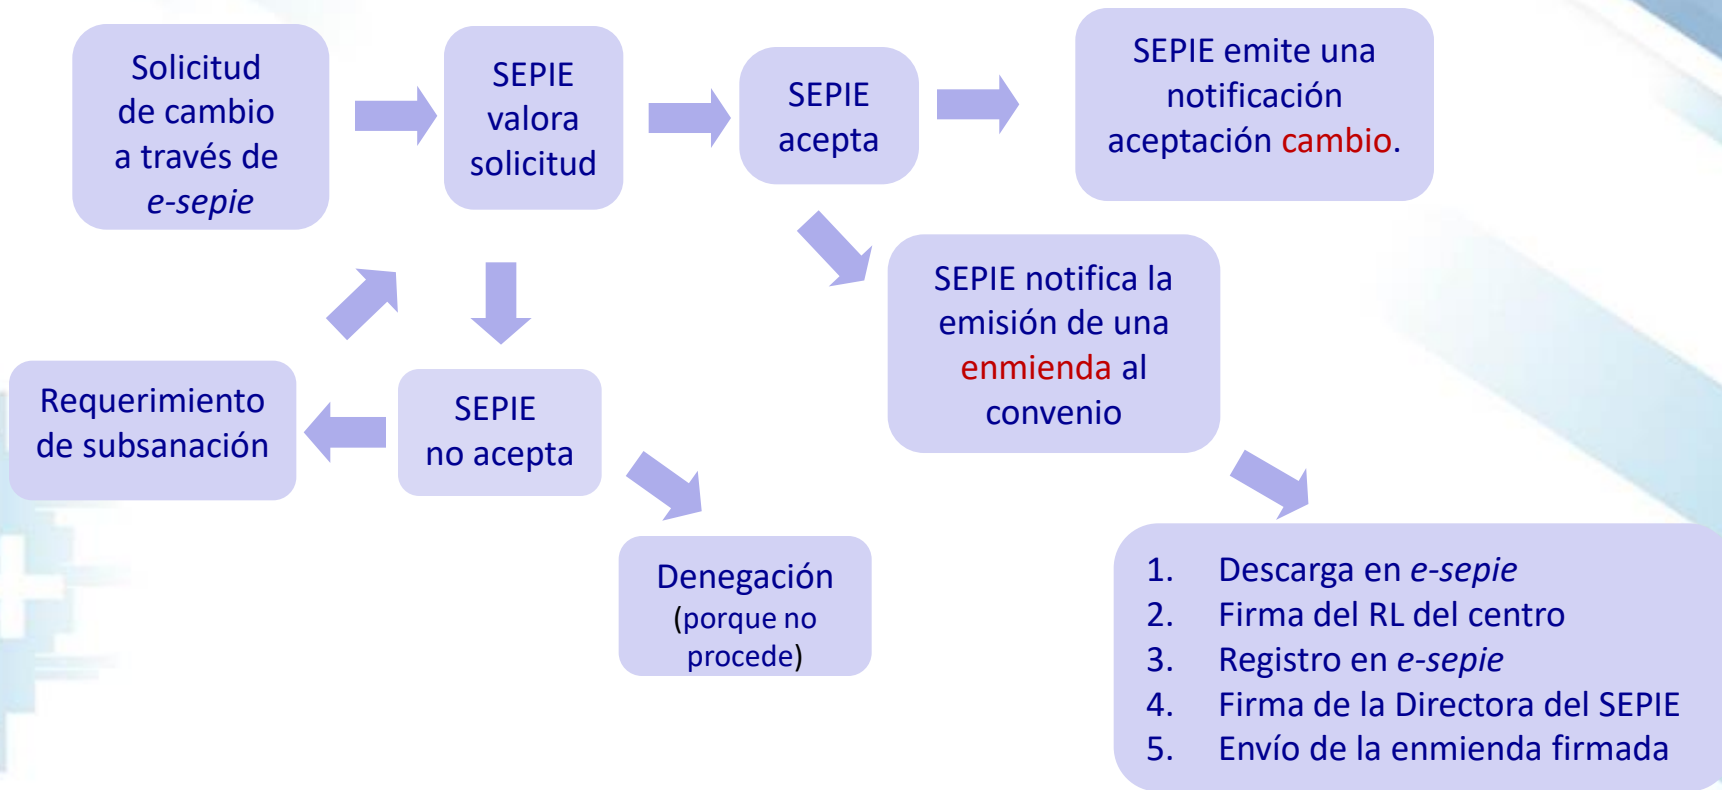 Solicitud
de cambio
a través de
e-sepie
SEPIE
valora
solicitud
SEPIE
acepta
SEPIE emite una
notificación
aceptación cambio.
SEPIE notifica la
emisión de una
enmienda al
convenio
Requerimiento
de subsanación
SEPIE
no acepta
Denegación
(porque no
procede)
1. Descarga en e-sepie
2. Firma del RL del centro
3. Registro en e-sepie
4. Firma de la Directora del SEPIE
5. Envío de la enmienda firmada